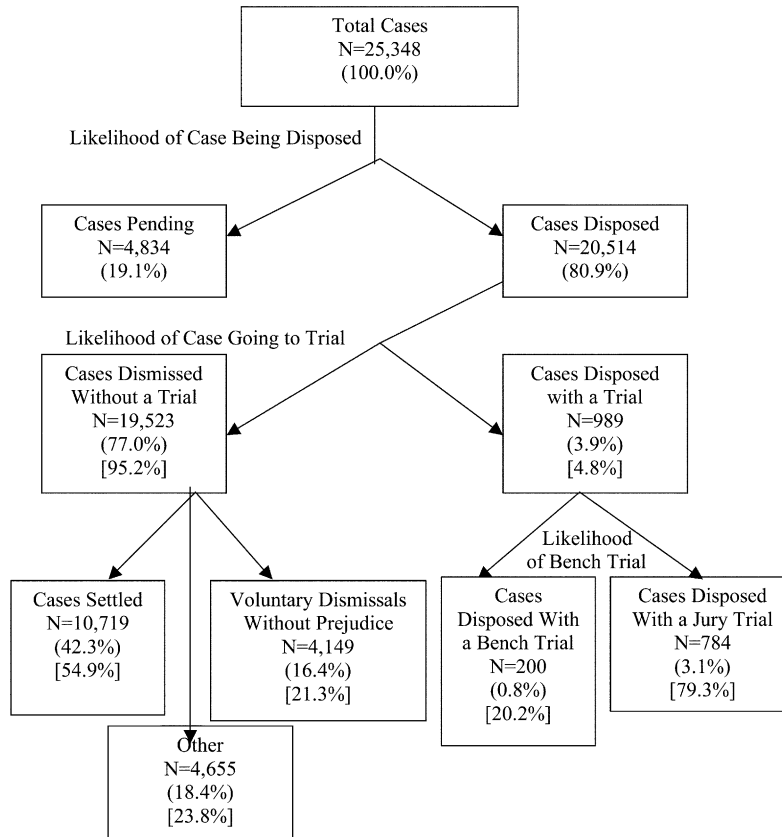 Total Cases
N=25,348
(100.0%)
Likelihood of Case Being Disposed
Cases Pending
N=4,834
(19.1%)
Cases Disposed
N=20,514
(80.9%)
Likelihood of Case Going to Trial
Cases Dismissed
Without a Trial
N=19,523
(77.0%)
[95.2%]
Cases Disposed
with a Trial
N=989
(3.9%)
[4.8%]
Likelihood
of Bench Trial
Cases Settled
N=10,719
(42.3%)
[54.9%]
Voluntary Dismissals
Without Prejudice
N=4,149
(16.4%)
[21.3%]
Cases
Disposed With
a Bench Trial
N=200
(0.8%)
[20.2%]
Cases Disposed
With a Jury Trial
N=784
(3.1%)
[79.3%]
Other
N=4,655
(18.4%)
[23.8%]